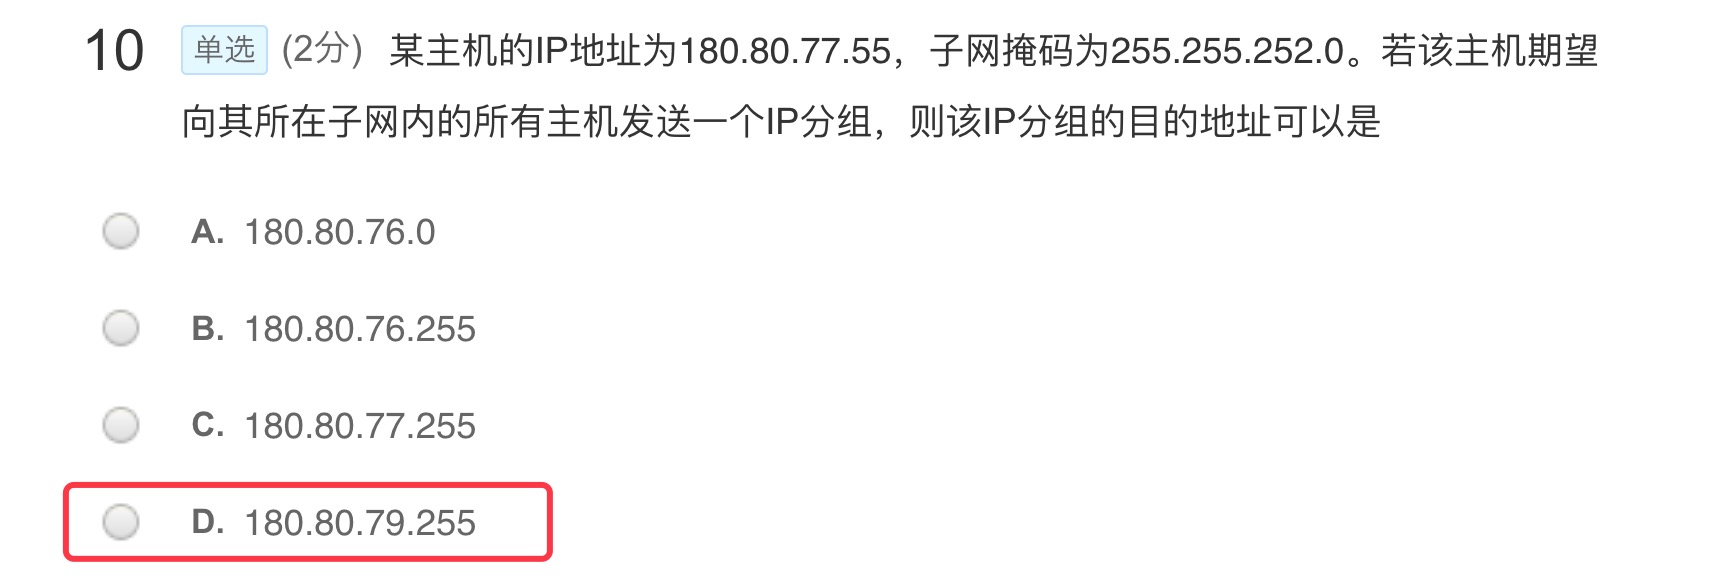 10 单选 (2分) 某主机的IP地址为180.80.77.55，子网掩码为255.255.252.0。若该主机期望
向其所在子网内的所有主机发送一个IP分组，则该IP分组的目的地址可以是
A. 180.80.76.0
B. 180.80.76.255
C. 180.80.77.255
D. 180.80.79.255